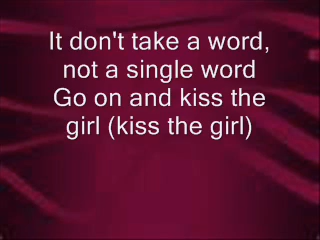 It don't take a word,
not a single word
Go on and kiss the
girl (kiss the girl)